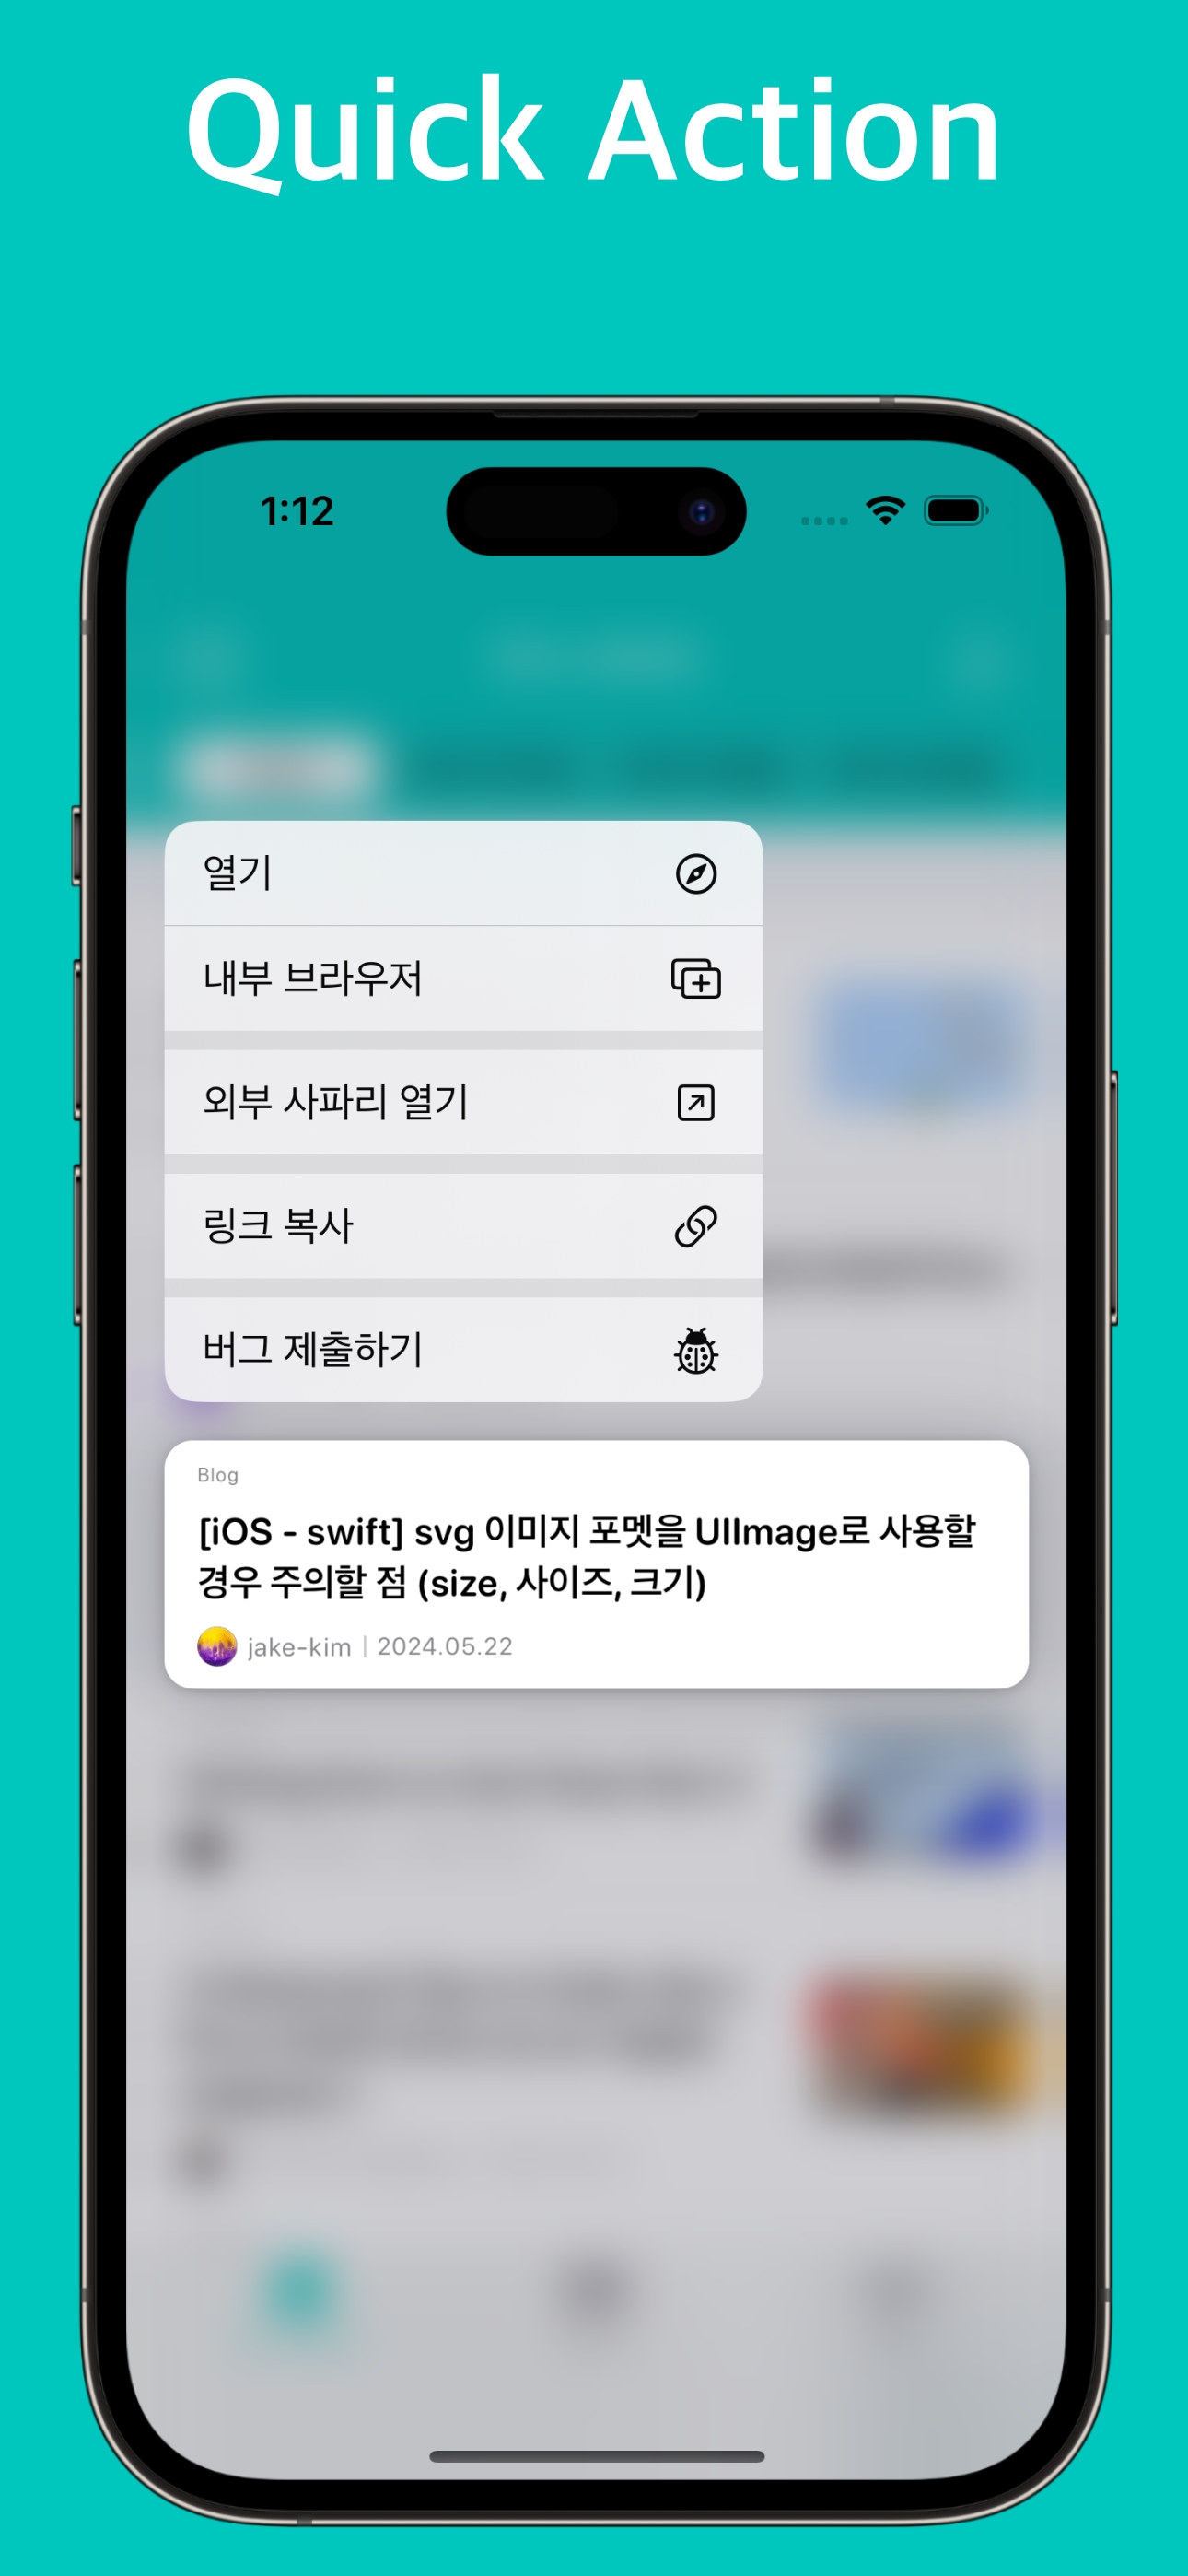 Quick Action
1:12
열기
내부 브라우저
외부 사파리 열기
링크 복사
버그 제출하기
Blog
[iOS - swift] svg 이미지 포멧을 UIImage로 사용할
경우 주의할 점 (size, 사이즈, 크기)
jake-kim | 2024.05.22